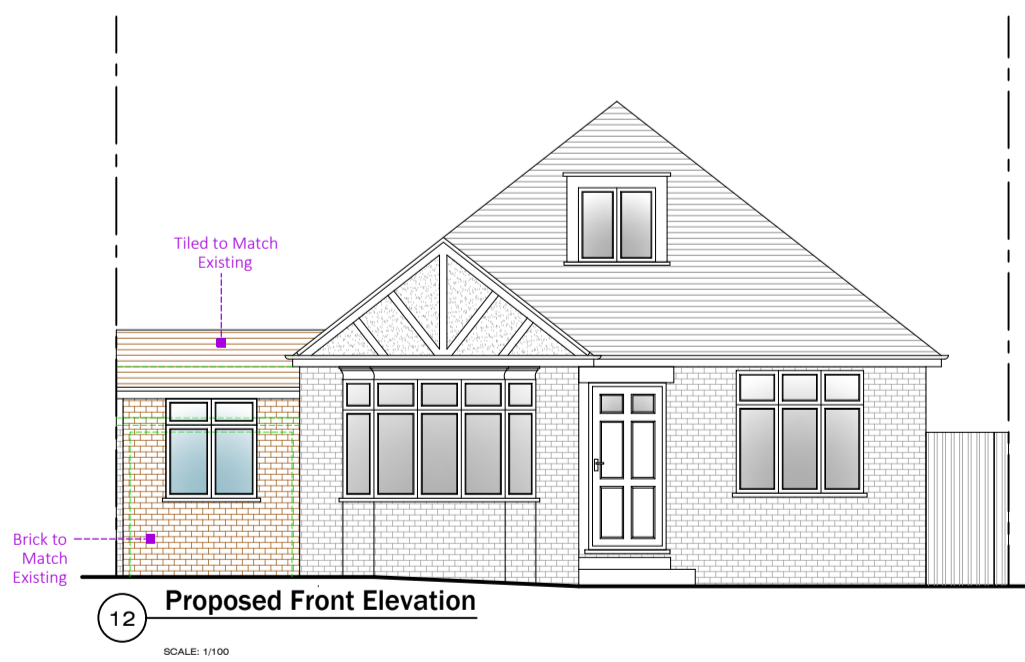 Tiled to Match
Existing
Brick to
Match
Existing
12
Proposed Front Elevation
SCALE: 1/100